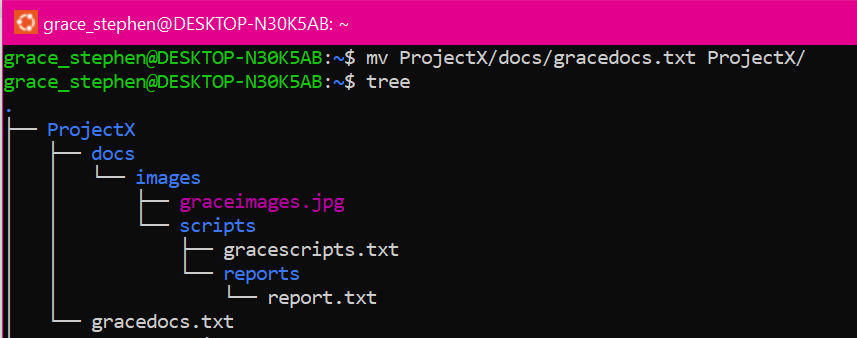 grace_stephen@DESKTOP-N30K5AB: ~
grace_stephen@DESKTOP-N30K5AB:~$ mv ProjectX/docs/gracedocs.txt ProjectX/
grace_stephen@DESKTOP-N30K5AB:~$ tree
.
├── ProjectX
│   ├── docs
│   │   └── images
│   │       ├── graceimages.jpg
│   │       └── scripts
│   │           ├── gracescripts.txt
│   │           └── reports
│   │               └── report.txt
│   └── gracedocs.txt